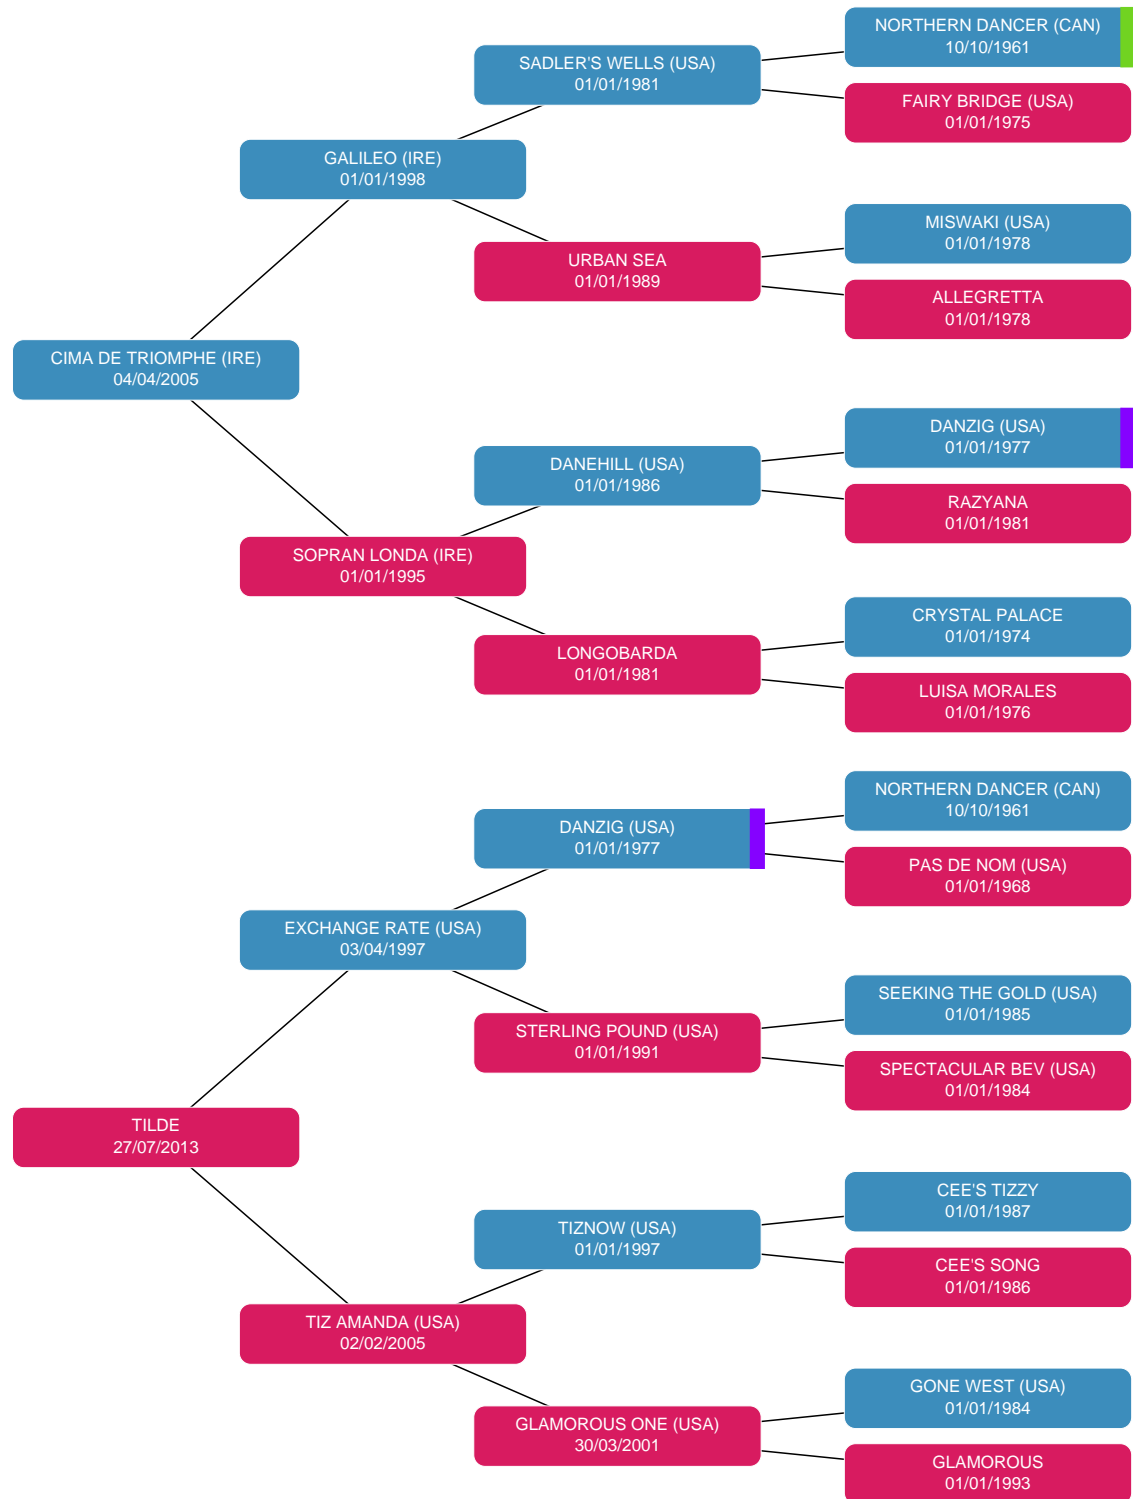 NORTHERN DANCER (CAN)
10/10/1961
SADLER'S WELLS (USA)
01/01/1981
FAIRY BRIDGE (USA)
01/01/1975
GALILEO (IRE)
01/01/1998
MISWAKI (USA)
01/01/1978
URBAN SEA
01/01/1989
ALLEGRETTA
01/01/1978
CIMA DE TRIOMPHE (IRE)
04/04/2005
DANZIG (USA)
01/01/1977
DANEHILL (USA)
01/01/1986
RAZYANA
01/01/1981
SOPRAN LONDA (IRE)
01/01/1995
CRYSTAL PALACE
01/01/1974
LONGOBARDA
01/01/1981
LUISA MORALES
01/01/1976
NORTHERN DANCER (CAN)
10/10/1961
DANZIG (USA)
01/01/1977
PAS DE NOM (USA)
01/01/1968
EXCHANGE RATE (USA)
03/04/1997
SEEKING THE GOLD (USA)
01/01/1985
STERLING POUND (USA)
01/01/1991
SPECTACULAR BEV (USA)
01/01/1984
TILDE
27/07/2013
CEE'S TIZZY
01/01/1987
TIZNOW (USA)
01/01/1997
CEE'S SONG
01/01/1986
TIZ AMANDA (USA)
02/02/2005
GONE WEST (USA)
01/01/1984
GLAMOROUS ONE (USA)
30/03/2001
GLAMOROUS
01/01/1993